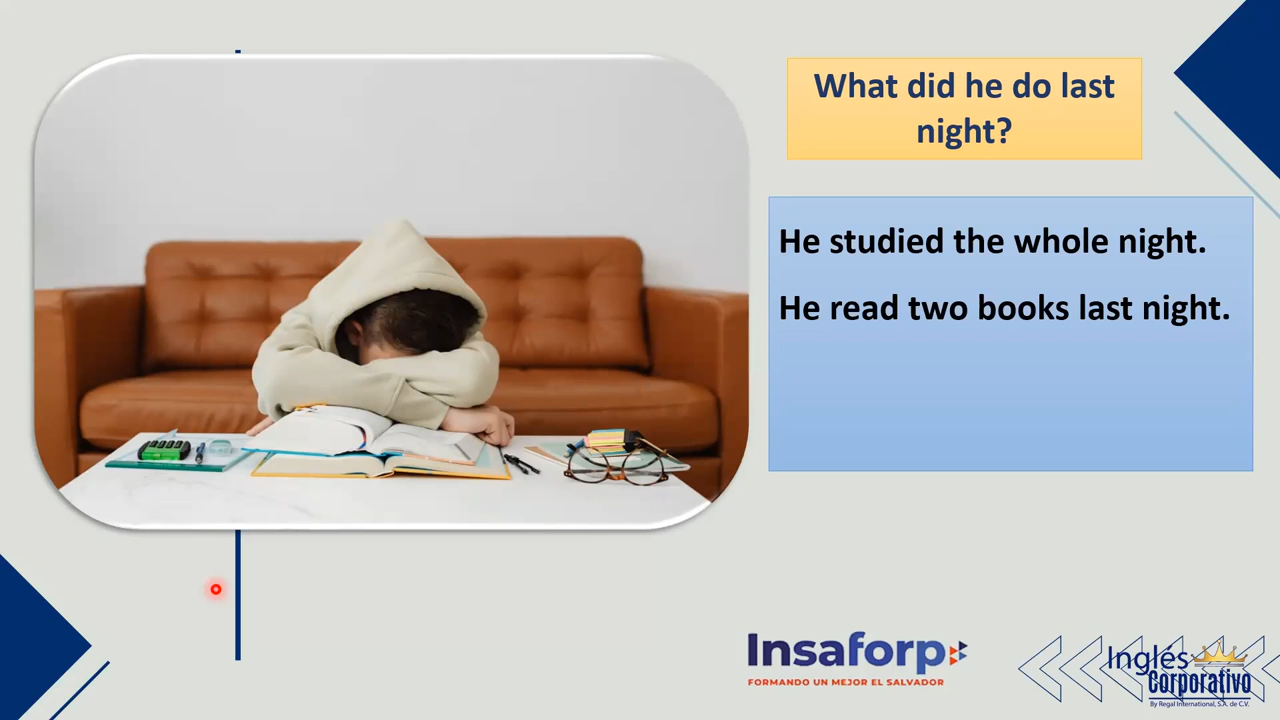 What did he do last
night?
He studied the whole night.
He read two books last night.
Insaforp
FORMANDO UN MEJOR EL SALVADOR
Inglés
Corporativo
By Regal International, S.A. de C.V.